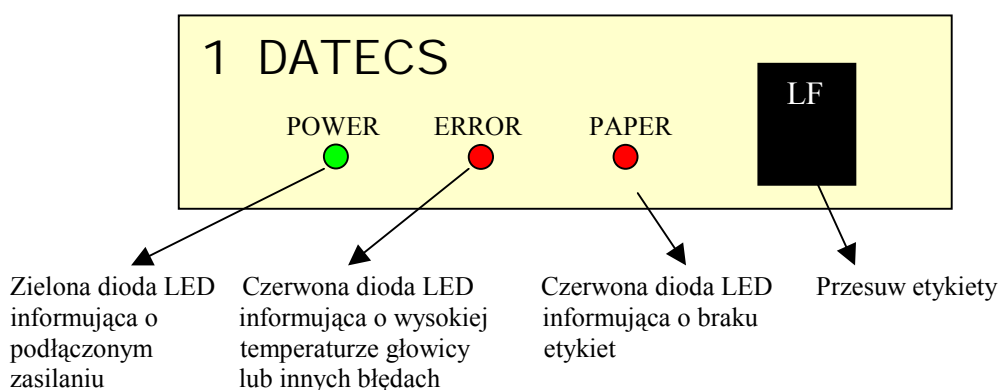 1 DATECS
LF
POWER ERROR PAPER
Zielona dioda LED
informująca o
podłączonym
zasilaniu
Czerwona dioda LED
informująca o wysokiej
temperaturze głowicy
lub innych błędach
Czerwona dioda LED
informująca o braku
etykiet
Przesuw etykiety